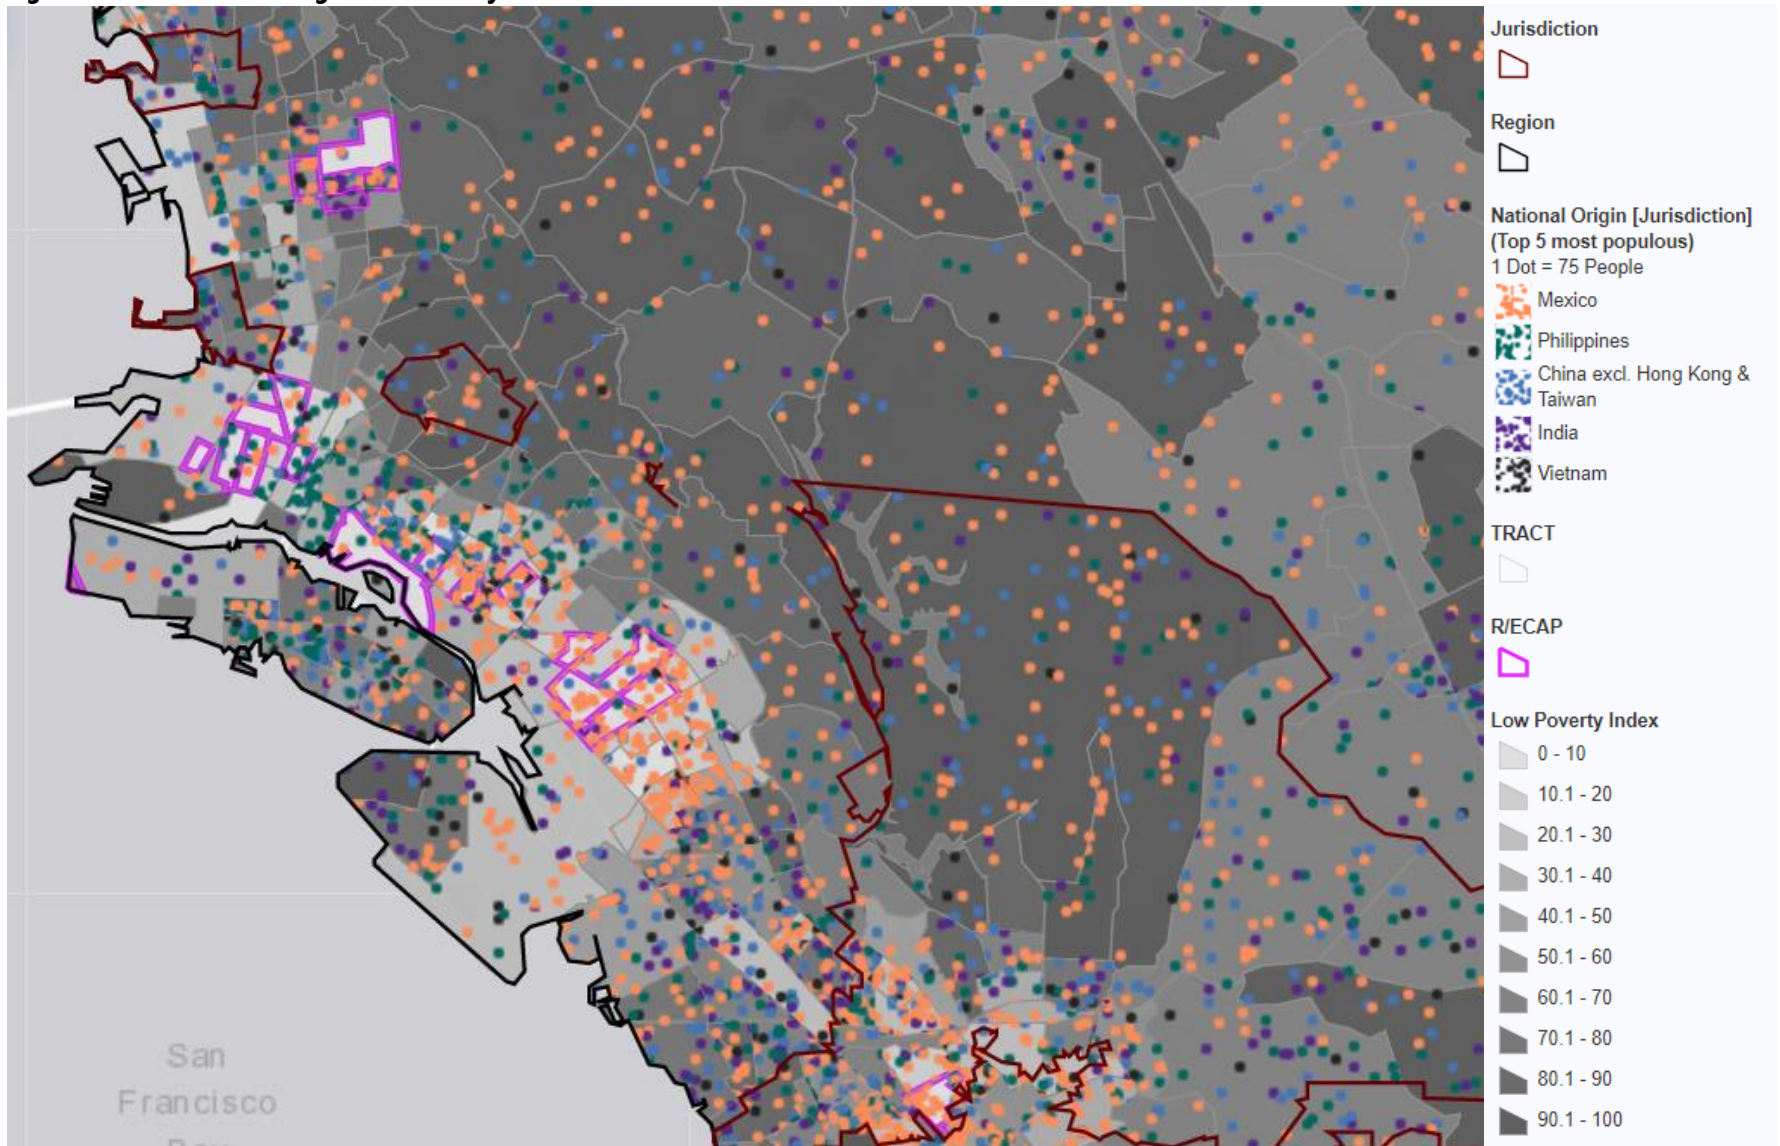 Jurisdiction
Region
National Origin [Jurisdiction]
(Top 5 most populous)
1 Dot = 75 People
Mexico
Philippines
China excl. Hong Kong &
Taiwan
India
Vietnam
TRACT
R/ECAP
Low Poverty Index
0 - 10
10.1 - 20
20.1 - 30
30.1 - 40
40.1 - 50
50.1 - 60
60.1 - 70
70.1 - 80
80.1 - 90
90.1 - 100
San
Francisco